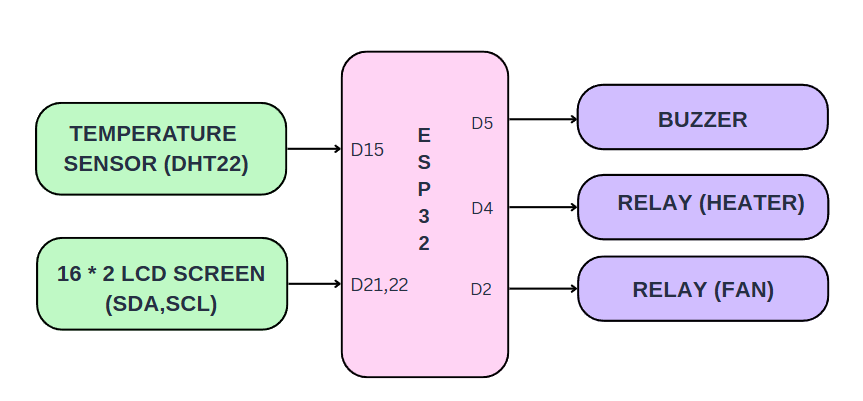 TEMPERATURE
SENSOR (DHT22)
16 * 2 LCD SCREEN
(SDA,SCL)
D15
D21,22
E
S
P
3
2
D5
D4
D2
BUZZER
RELAY (HEATER)
RELAY (FAN)